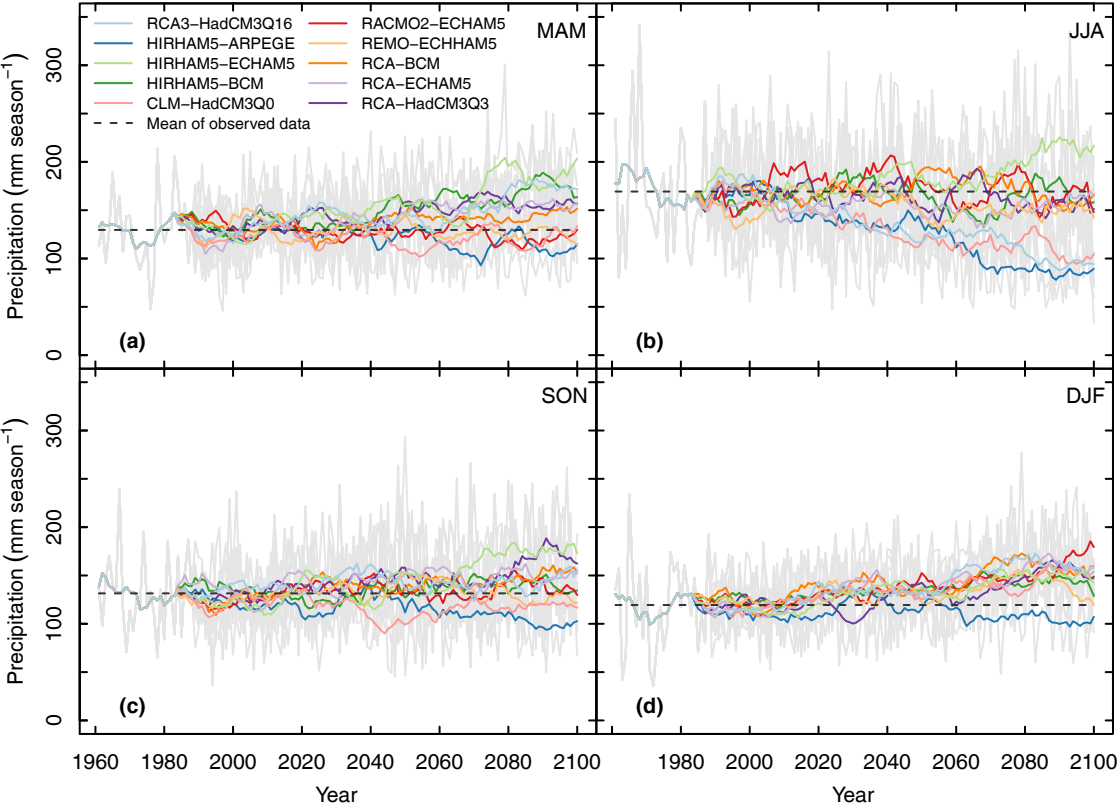 RCA3−HadCM3Q16
HIRHAM5−ARPEGE
HIRHAM5−ECHAM5
HIRHAM5−BCM
CLM−HadCM3Q0
Mean of observed data
RACMO2−ECHAM5
REMO−ECHHAM5
RCA−BCM
RCA−ECHAM5
RCA−HadCM3Q3
MAM
JJA
Precipitation (mm season⁻¹)
300
200
100
0
(a)
(b)
SON
DJF
Precipitation (mm season⁻¹)
300
200
100
0
(c)
(d)
1960 1980 2000 2020 2040 2060 2080 2100
1980 2000 2020 2040 2060 2080 2100
Year
Year